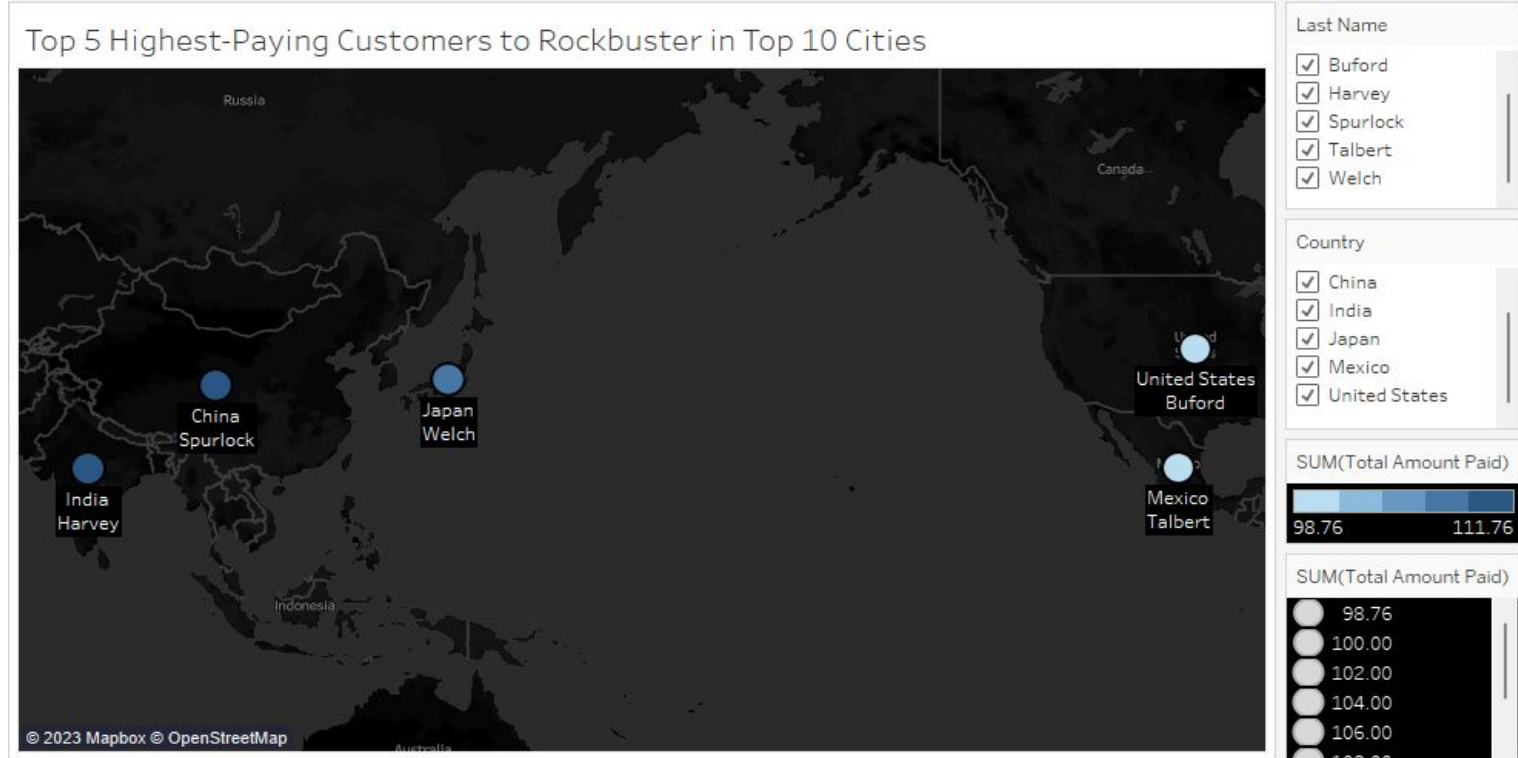 Top 5 Highest-Paying Customers to Rockbuster in Top 10 Cities
Russia
Canada
China
Spurlock
Japan
Welch
India
Harvey
United States
Buford
Mexico
Talbert
Indonesia
Australia
© 2023 Mapbox © OpenStreetMap
Last Name
Buford
Harvey
Spurlock
Talbert
Welch
Country
China
India
Japan
Mexico
United States
SUM(Total Amount Paid)
98.76 111.76
SUM(Total Amount Paid)
98.76
100.00
102.00
104.00
106.00